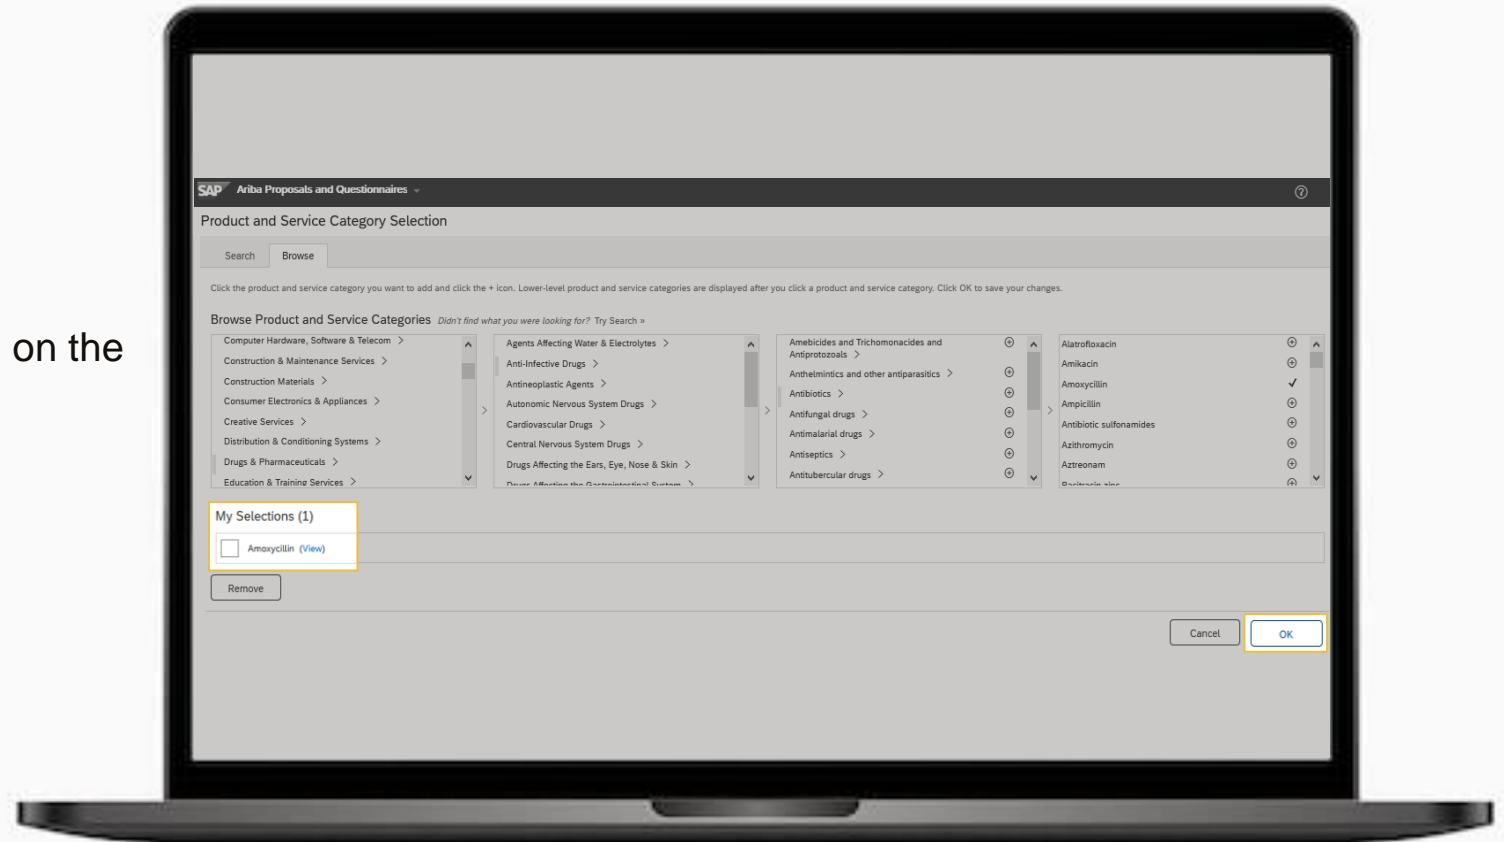 on the
SAP Ariba Proposals and Questionnaires
Product and Service Category Selection
Search Browse
Click the product and service category you want to add and click the + icon. Lower-level product and service categories are displayed after you click a product and service category. Click OK to save your changes.
Browse Product and Service Categories Didn't find what you were looking for? Try Search »
Computer Hardware, Software & Telecom >
Construction & Maintenance Services >
Construction Materials >
Consumer Electronics & Appliances >
Creative Services >
Distribution & Conditioning Systems >
Drugs & Pharmaceuticals >
Education & Training Services >
Agents Affecting Water & Electrolytes >
Anti-Infective Drugs >
Antineoplastic Agents >
Autonomic Nervous System Drugs >
Cardiovascular Drugs >
Central Nervous System Drugs >
Drugs Affecting the Ears, Eye, Nose & Skin >
Drugs Affecting the Gastrointestinal System >
Amebicides and Trichomonacides and
Antiprotozoals >
Anthelmintics and other antiparasitics >
Antibiotics >
Antifungal drugs >
Antimalarial drugs >
Antiseptics >
Antitubercular drugs >
Alatrofloxacin
Amikacin
Amoxycillin
Ampicillin
Antibiotic sulfonamides
Azithromycin
Aztreonam
Bacitracin zinc
My Selections (1)
Amoxycillin (View)
Remove
Cancel OK